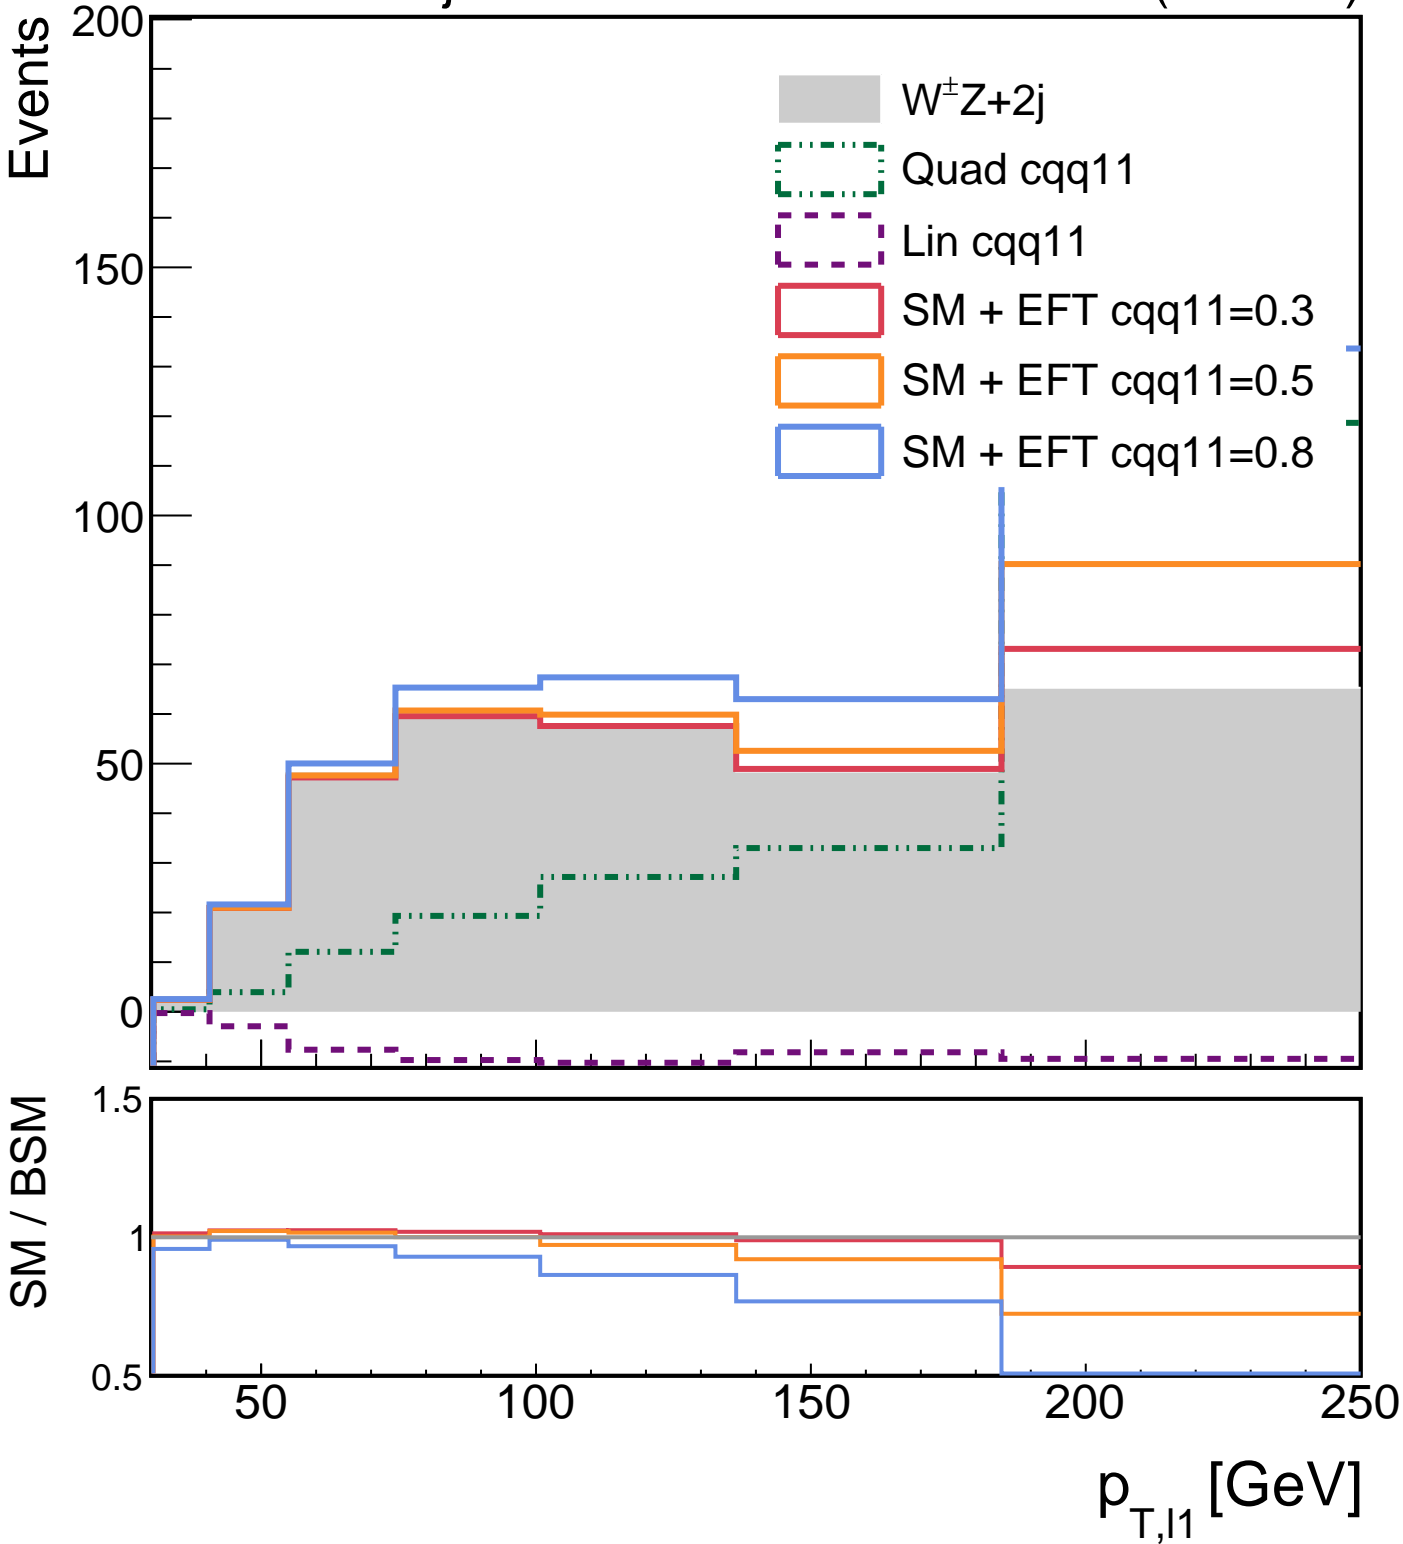 Events
200
150
100
50
0
W±Z+2j
Quad cqq11
Lin cqq11
SM + EFT cqq11=0.3
SM + EFT cqq11=0.5
SM + EFT cqq11=0.8
SM / BSM
1.5
1
0.5
50 100 150 200 250
p_T,l1 [GeV]